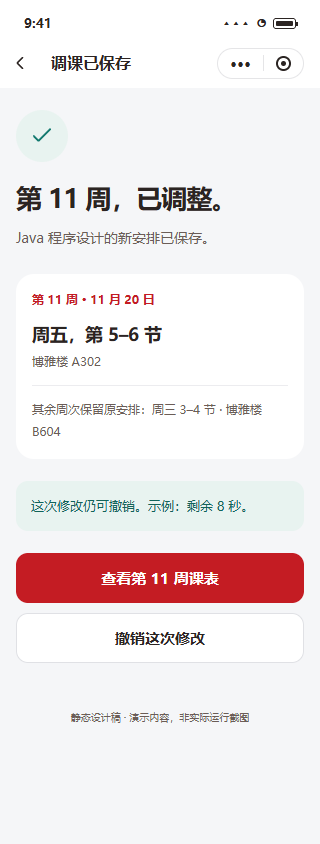 9:41
调课已保存
第 11 周，已调整。
Java 程序设计的新安排已保存。
第 11 周 • 11 月 20 日
周五，第 5–6 节
博雅楼 A302
其余周次保留原安排：周三 3–4 节 · 博雅楼
B604
这次修改仍可撤销。示例：剩余 8 秒。
查看第 11 周课表
撤销这次修改
静态设计稿 · 演示内容，非实际运行截图